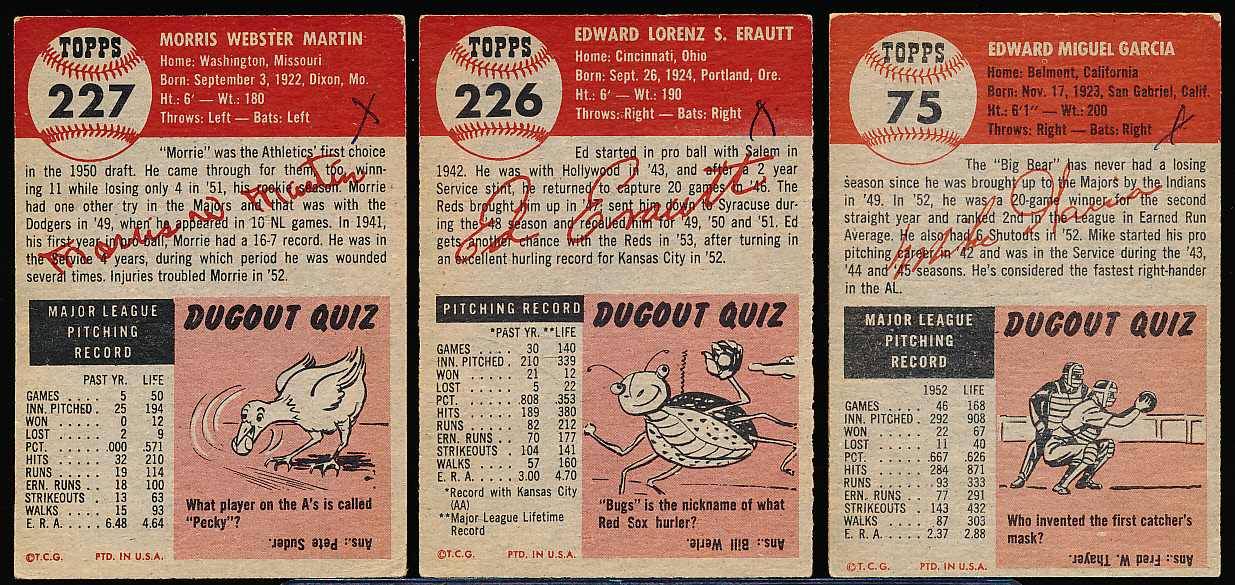 TOPPS
227
MORRIS WEBSTER MARTIN
Home: Washington, Missouri
Born: September 3, 1922, Dixon, Mo.
Ht.: 6' — Wt.: 180
Throws: Left — Bats: Left
X
"Morrie" was the Athletics' first choice
in the 1950 draft. He came through for them, too, win-
ning 11 while losing only 4 in '51, his rookie season. Morrie
had one other try in the Majors and that was with the
Dodgers in '49, when he appeared in 10 NL games. In 1941,
his first year in ball, Morrie had a 16-7 record. He was in
the Service 4 years, during which period he was wounded
several times. Injuries troubled Morrie in '52.
Morris W Martin
MAJOR LEAGUE
PITCHING
RECORD
PAST YR. LIFE
GAMES .... 5 50
INN. PITCHED . 25 194
WON ..... 0 12
LOST ..... 2 9
PCT. ..... .000 .571
HITS ..... 32 210
RUNS ..... 19 114
ERN. RUNS .. 18 100
STRIKEOUTS . 13 63
WALKS .... 15 93
E. R. A. .... 6.48 4.64
DUGOUT QUIZ
What player on the A's is called
"Pecky"?
Ans.: Pete Suder.
©T.C.G. PTD. IN U.S.A.
TOPPS
226
EDWARD LORENZ S. ERAUTT
Home: Cincinnati, Ohio
Born: Sept. 26, 1924, Portland, Ore.
Ht.: 6' — Wt.: 190
Throws: Right — Bats: Right
Ed started in pro ball with Salem in
1942. He was with Hollywood in '43, and after a 2 year
Service stint, he returned to capture 20 games in '46. The
Reds brought him up in '47, sent him down to Syracuse dur-
ing the '48 season and recalled him for '49, '50 and '51. Ed
gets another chance with the Reds in '53, after turning in
an excellent hurling record for Kansas City in '52.
Ed Erautt
PITCHING RECORD
*PAST YR. **LIFE
GAMES .... 30 140
INN. PITCHED . 210 339
WON ..... 21 12
LOST ..... 5 22
PCT. ..... .808 .353
HITS ..... 189 380
RUNS ..... 82 212
ERN. RUNS .. 70 177
STRIKEOUTS . 104 141
WALKS .... 57 160
E. R. A. .... 3.00 4.70
*Record with Kansas City
(AA)
**Major League Lifetime
Record
DUGOUT QUIZ
"Bugs" is the nickname of what
Red Sox hurler?
Ans.: Bill Werle.
©T.C.G. PTD. IN U.S.A.
TOPPS
75
EDWARD MIGUEL GARCIA
Home: Belmont, California
Born: Nov. 17, 1923, San Gabriel, Calif.
Ht.: 6'1" — Wt.: 200
Throws: Right — Bats: Right
The "Big Bear" has never had a losing
season since he was brought up to the Majors by the Indians
in '49. In '52, he was a 20-game winner for the second
straight year and ranked 2nd in the League in Earned Run
Average. He also had 6 Shutouts in '52. Mike started his pro
pitching career in '42 and was in the Service during the '43,
'44 and '45 seasons. He's considered the fastest right-hander
in the AL.
Mike Garcia
MAJOR LEAGUE
PITCHING
RECORD
1952 LIFE
GAMES .... 46 168
INN. PITCHED . 292 908
WON ..... 22 67
LOST ..... 11 40
PCT. ..... .667 .626
HITS ..... 284 871
RUNS ..... 93 333
ERN. RUNS .. 77 291
STRIKEOUTS . 143 432
WALKS .... 87 303
E. R. A. .... 2.37 2.88
DUGOUT QUIZ
Who invented the first catcher's
mask?
Ans.: Fred W. Thayer.
©T.C.G. PTD. IN U.S.A.